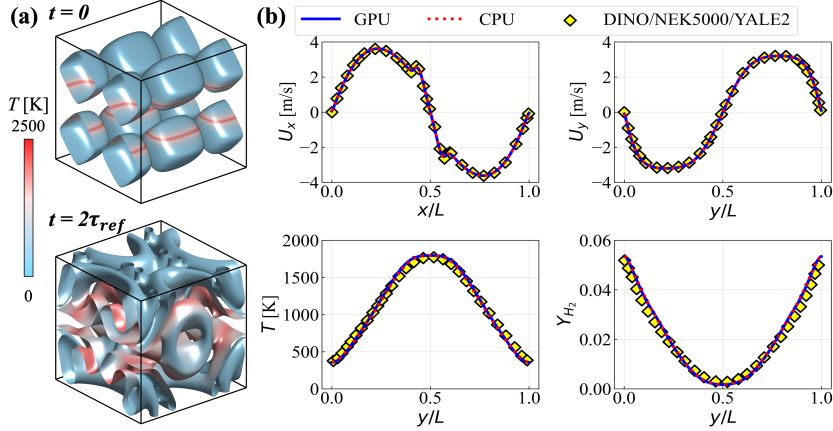 (a)
t = 0
T [K]
2500
0
t = 2τref
(b)
GPU
CPU
DINO/NEK5000/YALE2
4
2
0
−2
−4
Ux [m/s]
0.0
0.5
1.0
x/L
4
2
0
−2
−4
Uy [m/s]
0.0
0.5
1.0
y/L
2000
1500
1000
500
0
T [K]
0.0
0.5
1.0
y/L
0.06
0.04
0.02
0.00
YH2
0.0
0.5
1.0
y/L